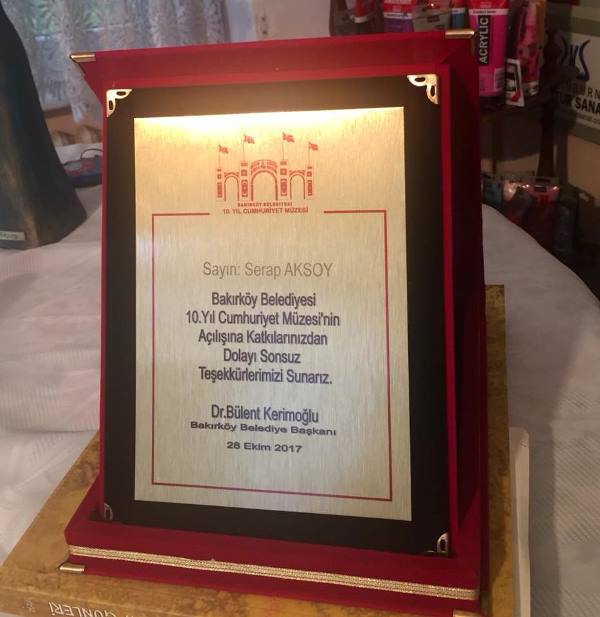 BAKIRKÖY BELEDİYESİ
10. YIL CUMHURİYET MÜZESİ
Sayın: Serap AKSOY
Bakırköy Belediyesi
10.Yıl Cumhuriyet Müzesi'nin
Açılışına Katkılarınızdan
Dolayı Sonsuz
Teşekkürlerimizi Sunarız.
Dr.Bülent Kerimoğlu
Bakırköy Belediye Başkanı
28 Ekim 2017
ACRYLIC
GÜNLERİ